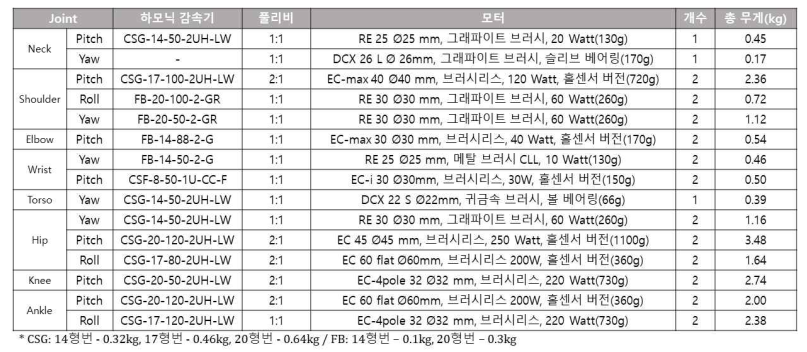 Joint 하모닉 감속기 풀리비 모터 개수 총 무게(kg)
Neck Pitch CSG-14-50-2UH-LW 1:1 RE 25 Ø25 mm, 그래파이트 브러시, 20 Watt(130g) 1 0.45
Yaw - 1:1 DCX 26 L Ø 26mm, 그래파이트 브러시, 슬리브 베어링(170g) 1 0.17
Shoulder Pitch CSG-17-100-2UH-LW 2:1 EC-max 40 Ø40 mm, 브러시리스, 120 Watt, 홀센서 버전(720g) 2 2.36
Roll FB-20-100-2-GR 1:1 RE 30 Ø30 mm, 그래파이트 브러시, 60 Watt(260g) 2 0.72
Yaw FB-20-50-2-GR 1:1 RE 30 Ø30 mm, 그래파이트 브러시, 60 Watt(260g) 2 1.12
Elbow Pitch FB-14-88-2-G 1:1 EC-max 30 Ø30 mm, 브러시리스, 40 Watt, 홀센서 버전(170g) 2 0.54
Wrist Yaw FB-14-50-2-G 1:1 RE 25 Ø25 mm, 메탈 브러시 CLL, 10 Watt(130g) 2 0.46
Pitch CSF-8-50-1U-CC-F 1:1 EC-i 30 Ø30mm, 브러시리스, 30W, 홀센서 버전(150g) 2 0.50
Torso Yaw CSG-14-50-2UH-LW 1:1 DCX 22 S Ø22mm, 귀금속 브러시, 볼 베어링(66g) 1 0.39
Hip Yaw CSG-14-50-2UH-LW 1:1 RE 30 Ø30 mm, 그래파이트 브러시, 60 Watt(260g) 2 1.16
Pitch CSG-20-120-2UH-LW 2:1 EC 45 Ø45 mm, 브러시리스, 250 Watt, 홀센서 버전(1100g) 2 3.48
Roll CSG-17-80-2UH-LW 2:1 EC 60 flat Ø60mm, 브러시리스 200W, 홀센서 버전(360g) 2 1.64
Knee Pitch CSG-20-50-2UH-LW 2:1 EC-4pole 32 Ø32 mm, 브러시리스, 220 Watt(730g) 2 2.74
Ankle Pitch CSG-20-120-2UH-LW 2:1 EC 60 flat Ø60mm, 브러시리스 200W, 홀센서 버전(360g) 2 2.00
Roll CSG-17-120-2UH-LW 2:1 EC-4pole 32 Ø32 mm, 브러시리스, 220 Watt(730g) 2 2.38
* CSG: 14형번 - 0.32kg, 17형번 - 0.46kg, 20형번 - 0.64kg / FB: 14형번 – 0.1kg, 20형번 – 0.3kg